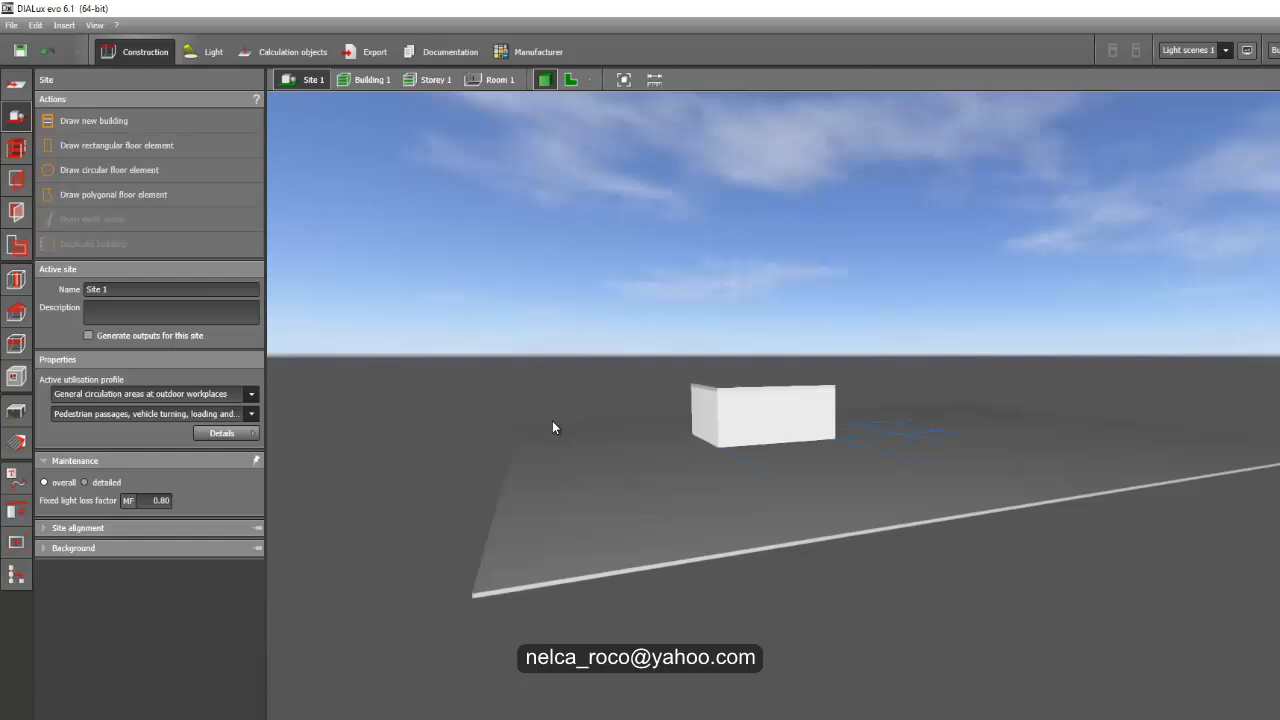 DIALux evo 6.1 (64-bit)
File Edit Insert View ?
Construction Light Calculation objects Export Documentation Manufacturer Light scenes 1 Bu
Site Site 1 Building 1 Storey 1 Room 1
Actions ?
Draw new building
Draw rectangular floor element
Draw circular floor element
Draw polygonal floor element
Duplicate building
Active site
Name Site 1
Description
Generate outputs for this site
Properties
Active utilisation profile
General circulation areas at outdoor workplaces
Pedestrian passages, vehicle turning, loading and...
Details
Maintenance
overall detailed
Fixed light loss factor MF 0.80
Site alignment
Background
nelca_roco@yahoo.com